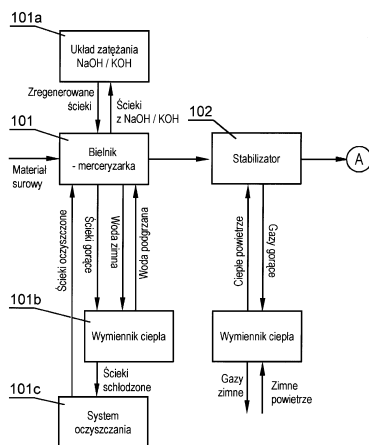 101a
Układ zatężania
NaOH / KOH
Zregenerowane
ścieki
Ścieki
z NaOH / KOH
101
102
Bielnik
- merceryzarka
Stabilizator
A
Materiał
surowy
Ścieki oczyszczone
Ścieki gorące
Woda zimna
Woda podgrzana
Ciepłe powietrze
Gazy gorące
101b
Wymiennik ciepła
Wymiennik ciepła
Ścieki
schłodzone
Gazy
zimne
Zimne
powietrze
101c
System
oczyszczania